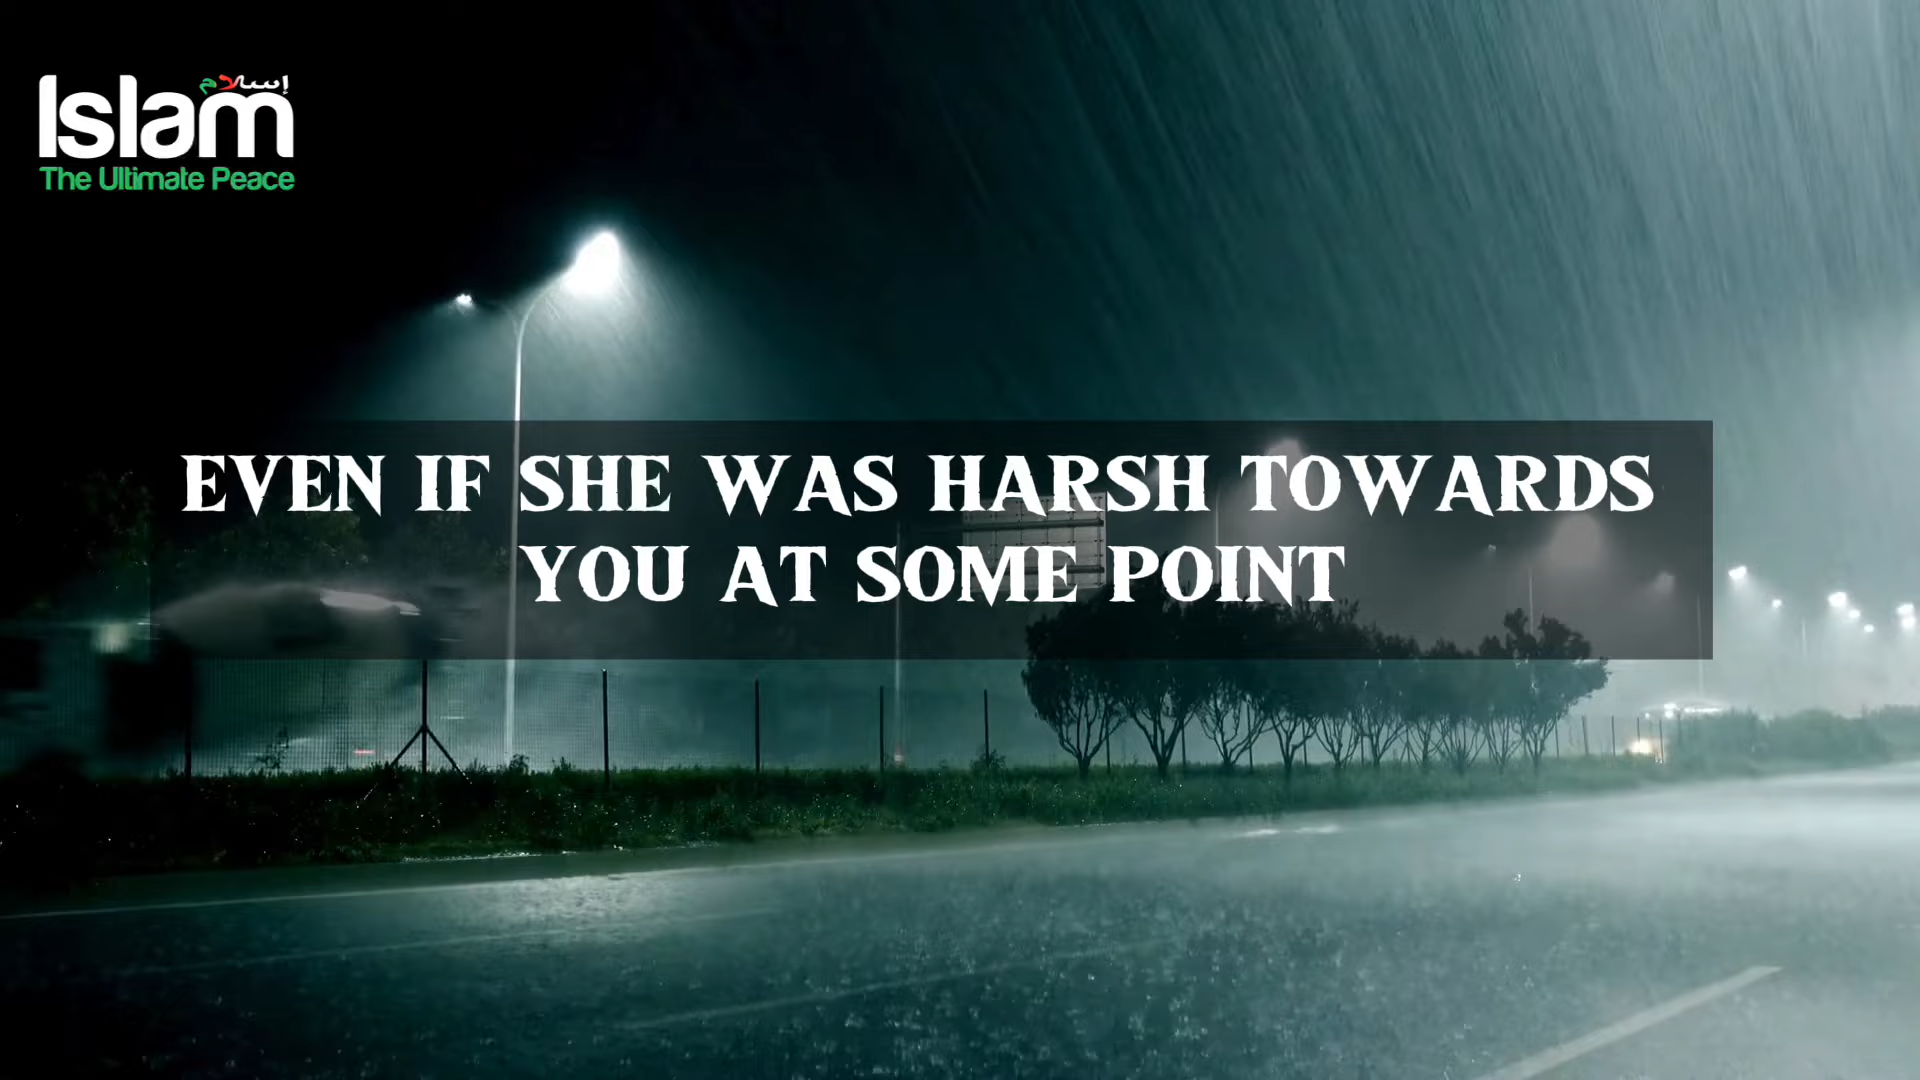 إسلام
Islam
The Ultimate Peace
EVEN IF SHE WAS HARSH TOWARDS
YOU AT SOME POINT